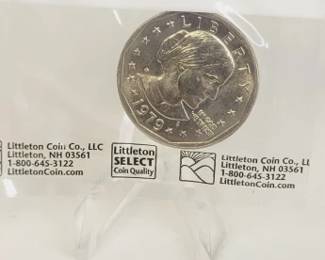 LIBERTY
1979
Littleton Coin Co., LLC
Littleton, NH 03561
1-800-645-3122
LittletonCoin.com
Littleton
SELECT
Coin Quality
Littleton Coin Co., LL
Littleton, NH 03561
1-800-645-3122
LittletonCoin.com